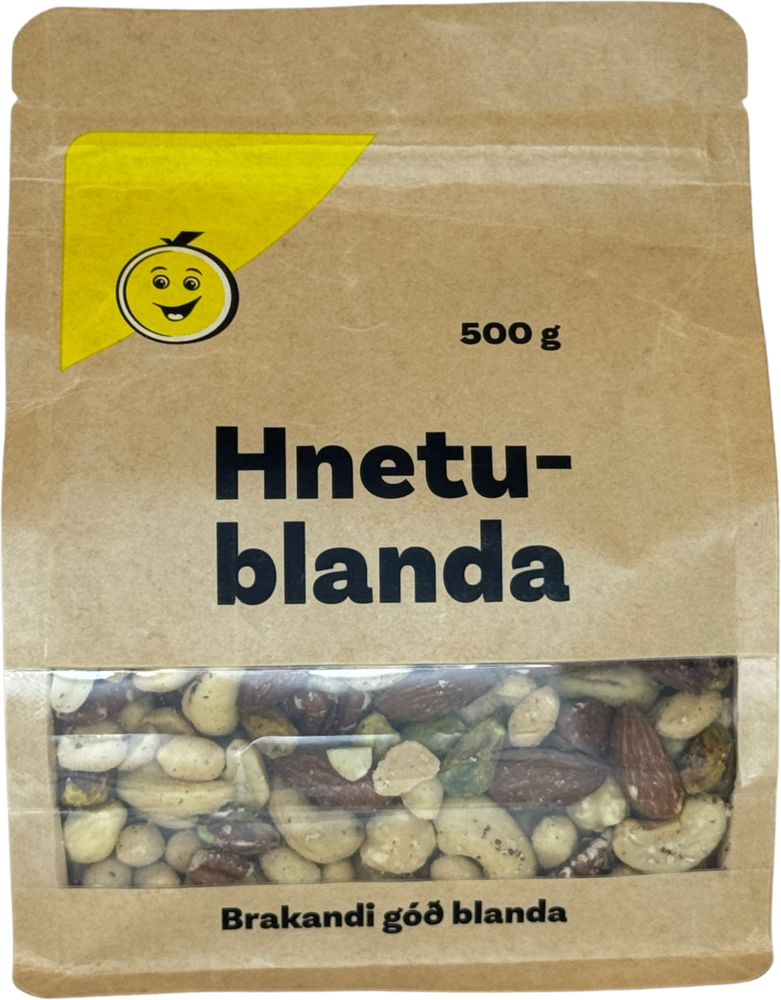 500 g
Hnetu-
blanda
Brakandi góð blanda